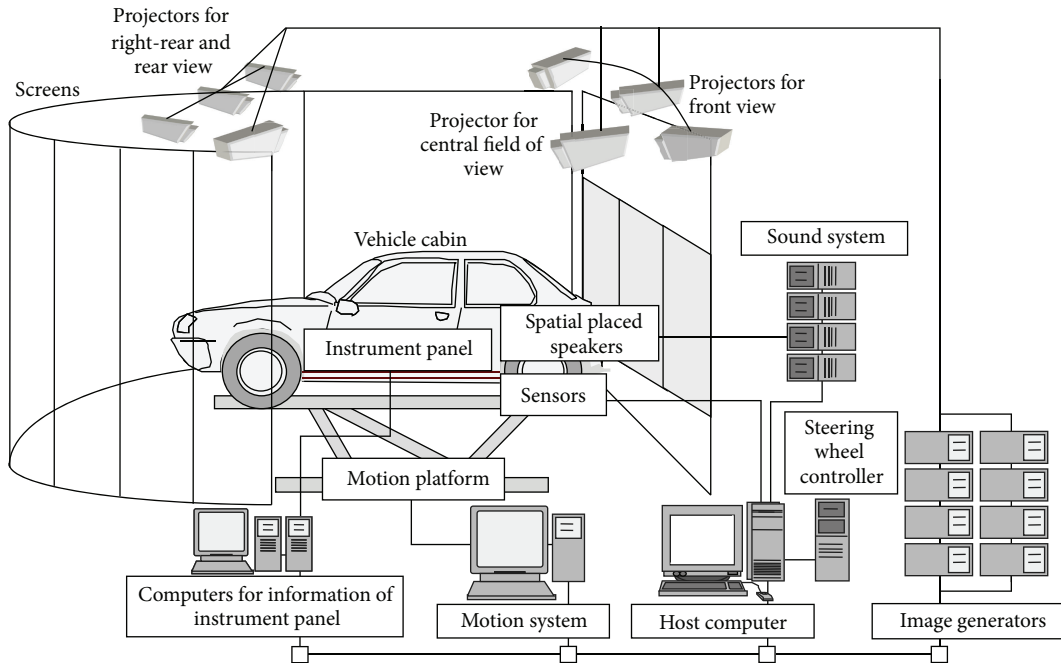 Projectors for
right-rear and
rear view
Screens
Projector for
central field of
view
Projectors for
front view
Vehicle cabin
Sound system
Spatial placed
speakers
Instrument panel
Sensors
Steering
wheel
controller
Motion platform
Computers for information of
instrument panel
Motion system
Host computer
Image generators